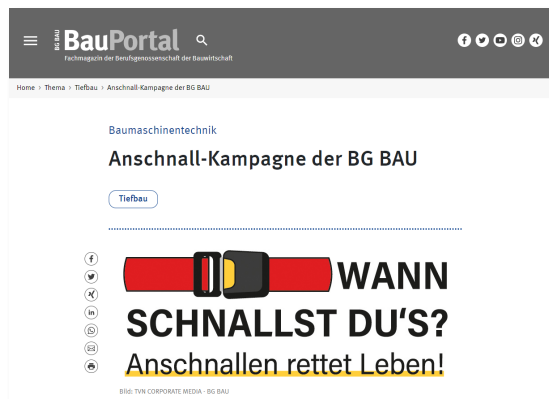 BG BAU
BauPortal
Fachmagazin der Berufsgenossenschaft der Bauwirtschaft
Home > Thema > Tiefbau > Anschnall-Kampagne der BG BAU
Baumaschinentechnik
Anschnall-Kampagne der BG BAU
Tiefbau
WANN
SCHNALLST DU'S?
Anschnallen rettet Leben!
Bild: TVN CORPORATE MEDIA - BG BAU